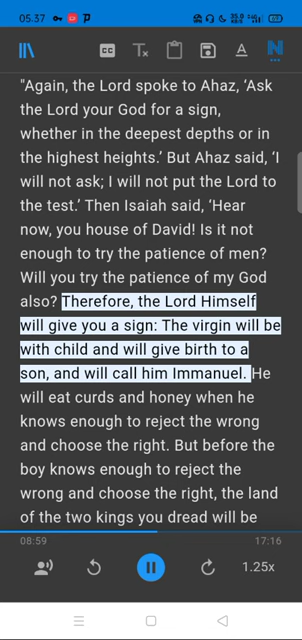 05.37
CC
T
A
N
"Again, the Lord spoke to Ahaz, ‘Ask
the Lord your God for a sign,
whether in the deepest depths or in
the highest heights.’ But Ahaz said, ‘I
will not ask; I will not put the Lord to
the test.’ Then Isaiah said, ‘Hear
now, you house of David! Is it not
enough to try the patience of men?
Will you try the patience of my God
also? Therefore, the Lord Himself
will give you a sign: The virgin will be
with child and will give birth to a
son, and will call him Immanuel. He
will eat curds and honey when he
knows enough to reject the wrong
and choose the right. But before the
boy knows enough to reject the
wrong and choose the right, the land
of the two kings you dread will be
08:59 17:16
1.25x